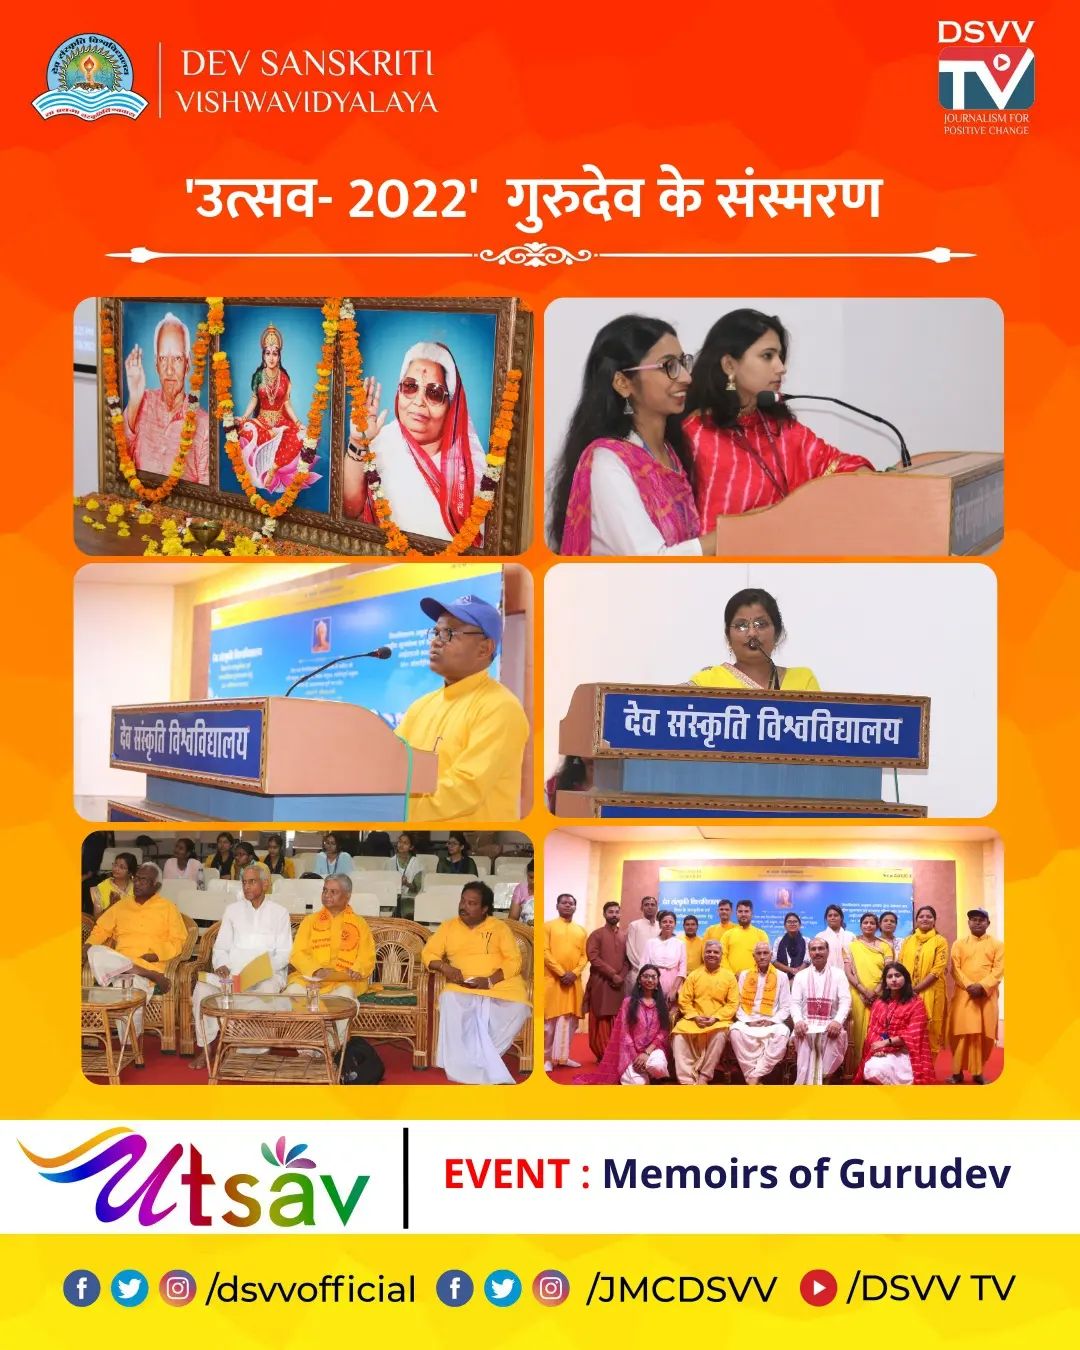 DEV SANSKRITI
VISHWAVIDYALAYA
DSVV
TV
JOURNALISM FOR
POSITIVE CHANGE
'उत्सव- 2022' गुरुदेव के संस्मरण
देव संस्कृति विश्वविद्यालय
देव संस्कृति विश्वविद्यालय
Utsav
EVENT : Memoirs of Gurudev
/dsvvofficial
/JMCDSVV
/DSVV TV